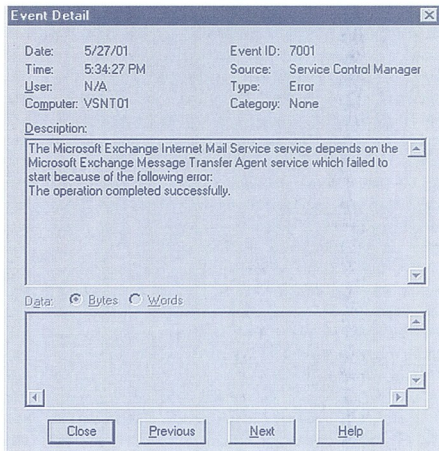 Event Detail
Date: 5/27/01 Event ID: 7001
Time: 5:34:27 PM Source: Service Control Manager
User: N/A Type: Error
Computer: VSNT01 Category: None
Description:
The Microsoft Exchange Internet Mail Service service depends on the
Microsoft Exchange Message Transfer Agent service which failed to
start because of the following error:
The operation completed successfully.
Data: Bytes Words
Close Previous Next Help